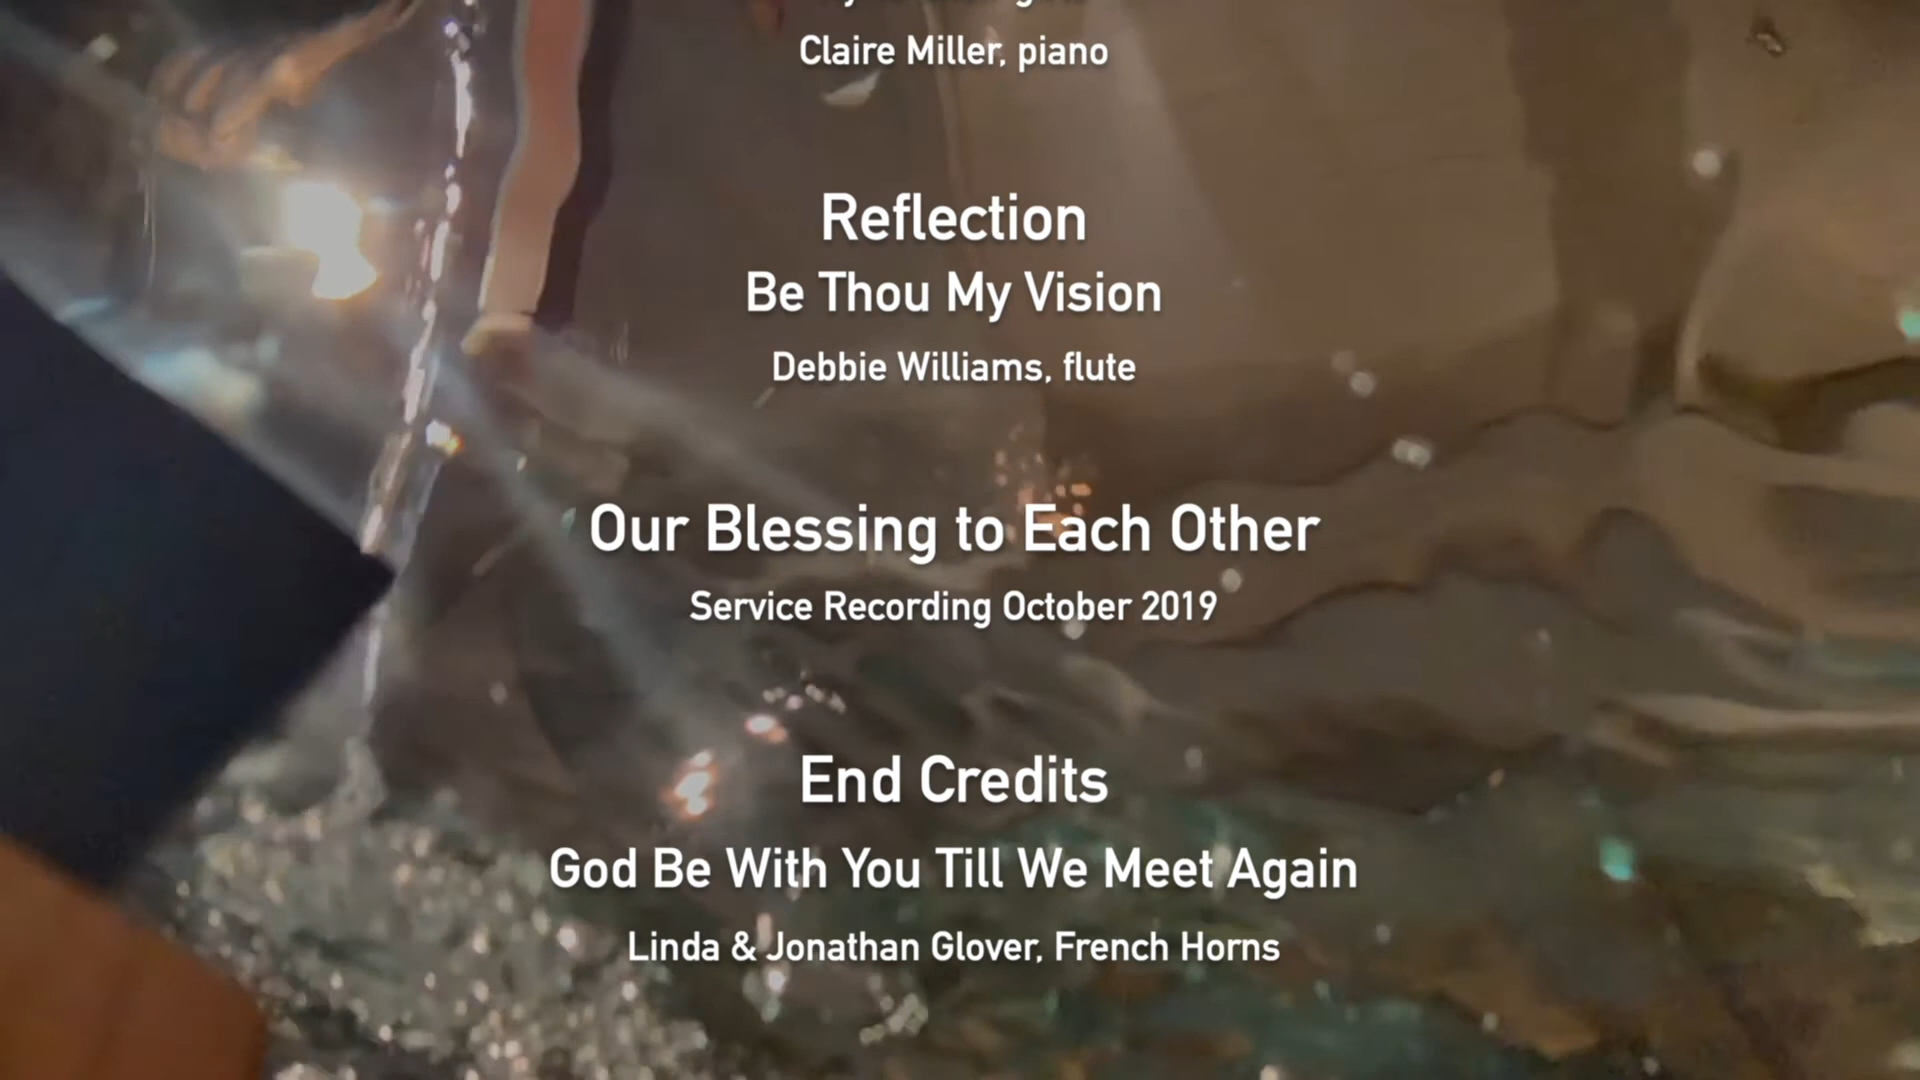 Claire Miller, piano
Reflection
Be Thou My Vision
Debbie Williams, flute
Our Blessing to Each Other
Service Recording October 2019
End Credits
God Be With You Till We Meet Again
Linda & Jonathan Glover, French Horns